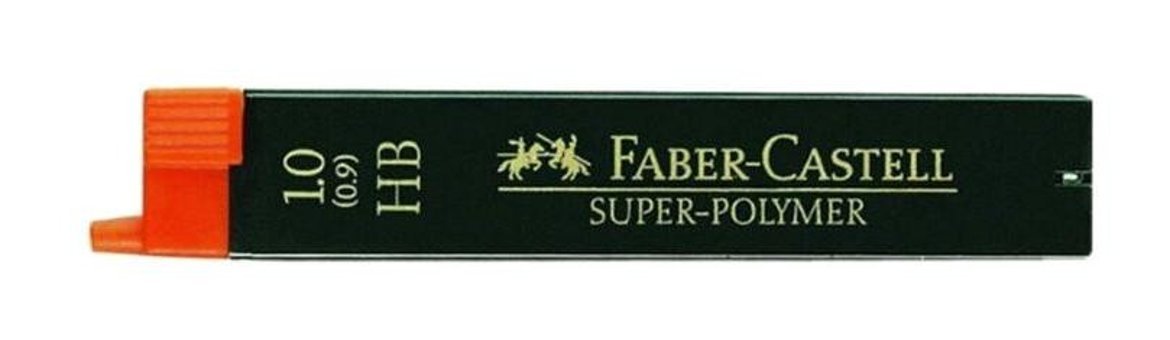 1.0
(0.9)
HB
FABER-CASTELL
SUPER-POLYMER